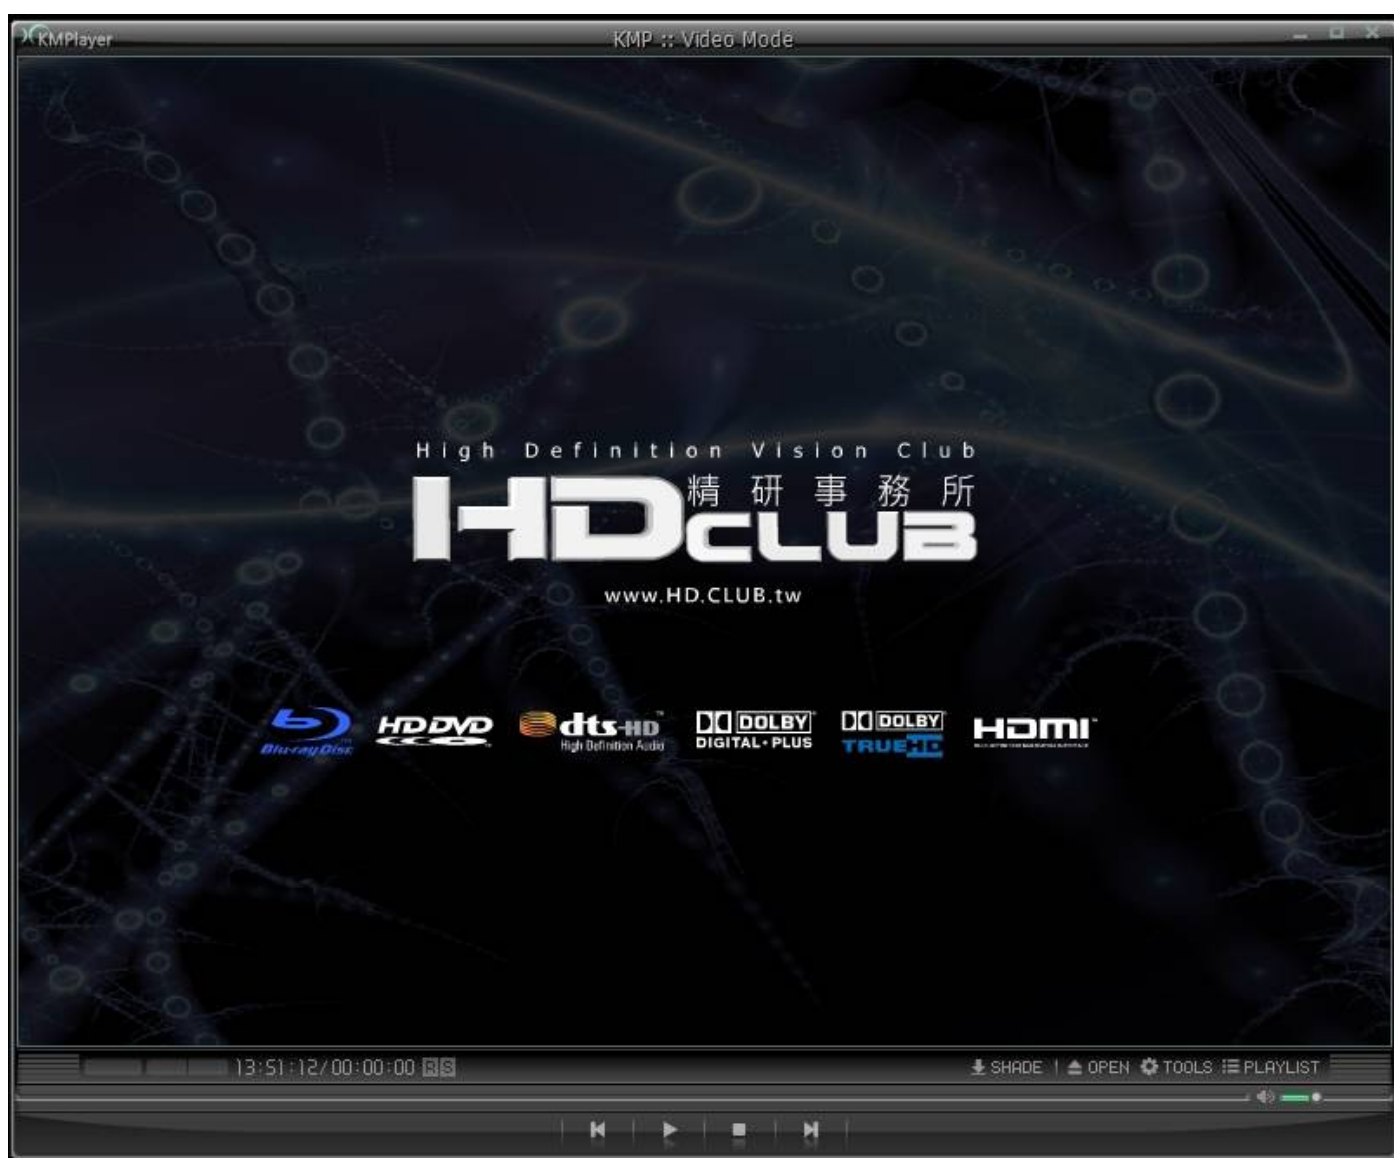 KMPlayer
KMP :: Video Mode
High Definition Vision Club
精研事務所
HDCLUB
www.HD.CLUB.tw
Blu-ray Disc
HD DVD
dts-HD
High Definition Audio
DOLBY
DIGITAL·PLUS
DOLBY
TRUEHD
HDMI
13:51:12/00:00:00 R S
SHADE OPEN TOOLS PLAYLIST